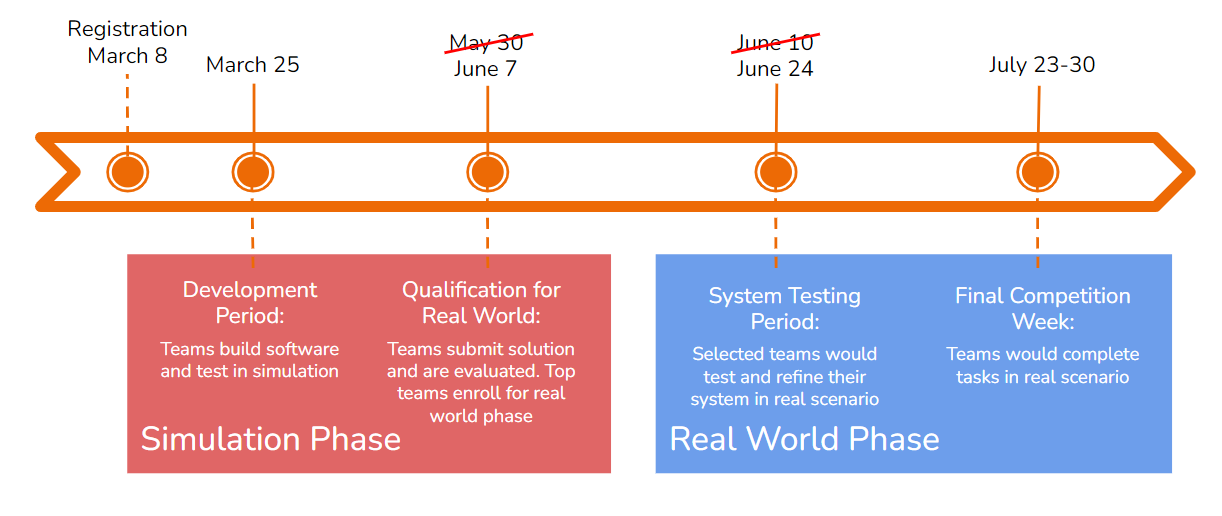 Registration
March 8
March 25
May 30
June 7
June 10
June 24
July 23-30
Development
Period:
Teams build software
and test in simulation
Qualification for
Real World:
Teams submit solution
and are evaluated. Top
teams enroll for real
world phase
Simulation Phase
System Testing
Period:
Selected teams would
test and refine their
system in real scenario
Final Competition
Week:
Teams would complete
tasks in real scenario
Real World Phase